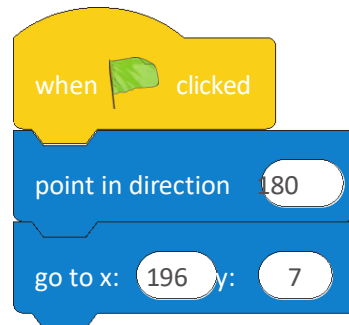 when clicked
point in direction 180
go to x: 196 y: 7